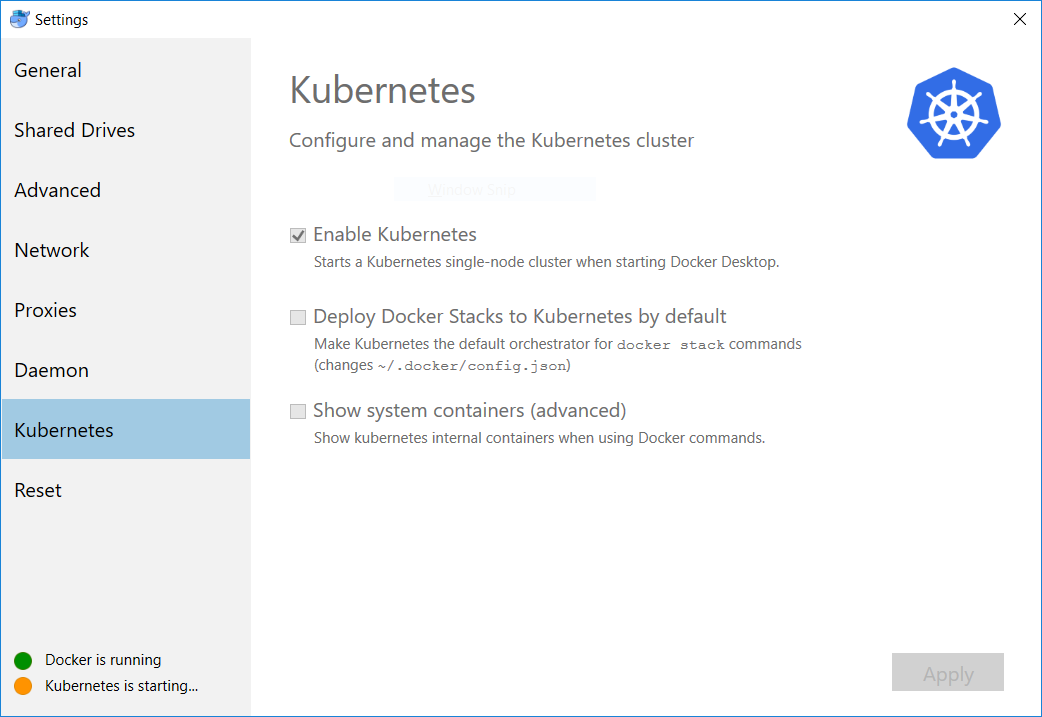 Settings
General
Shared Drives
Advanced
Network
Proxies
Daemon
Kubernetes
Reset
Docker is running
Kubernetes is starting...
Kubernetes
Configure and manage the Kubernetes cluster
Window Snip
Enable Kubernetes
Starts a Kubernetes single-node cluster when starting Docker Desktop.
Deploy Docker Stacks to Kubernetes by default
Make Kubernetes the default orchestrator for docker stack commands
(changes ~/.docker/config.json)
Show system containers (advanced)
Show kubernetes internal containers when using Docker commands.
Apply